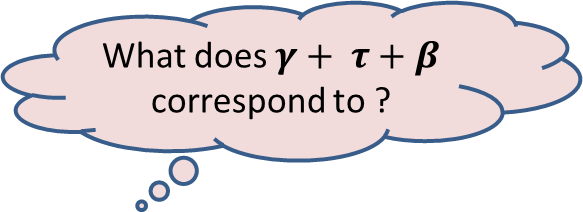 What does γ + τ + β
correspond to ?